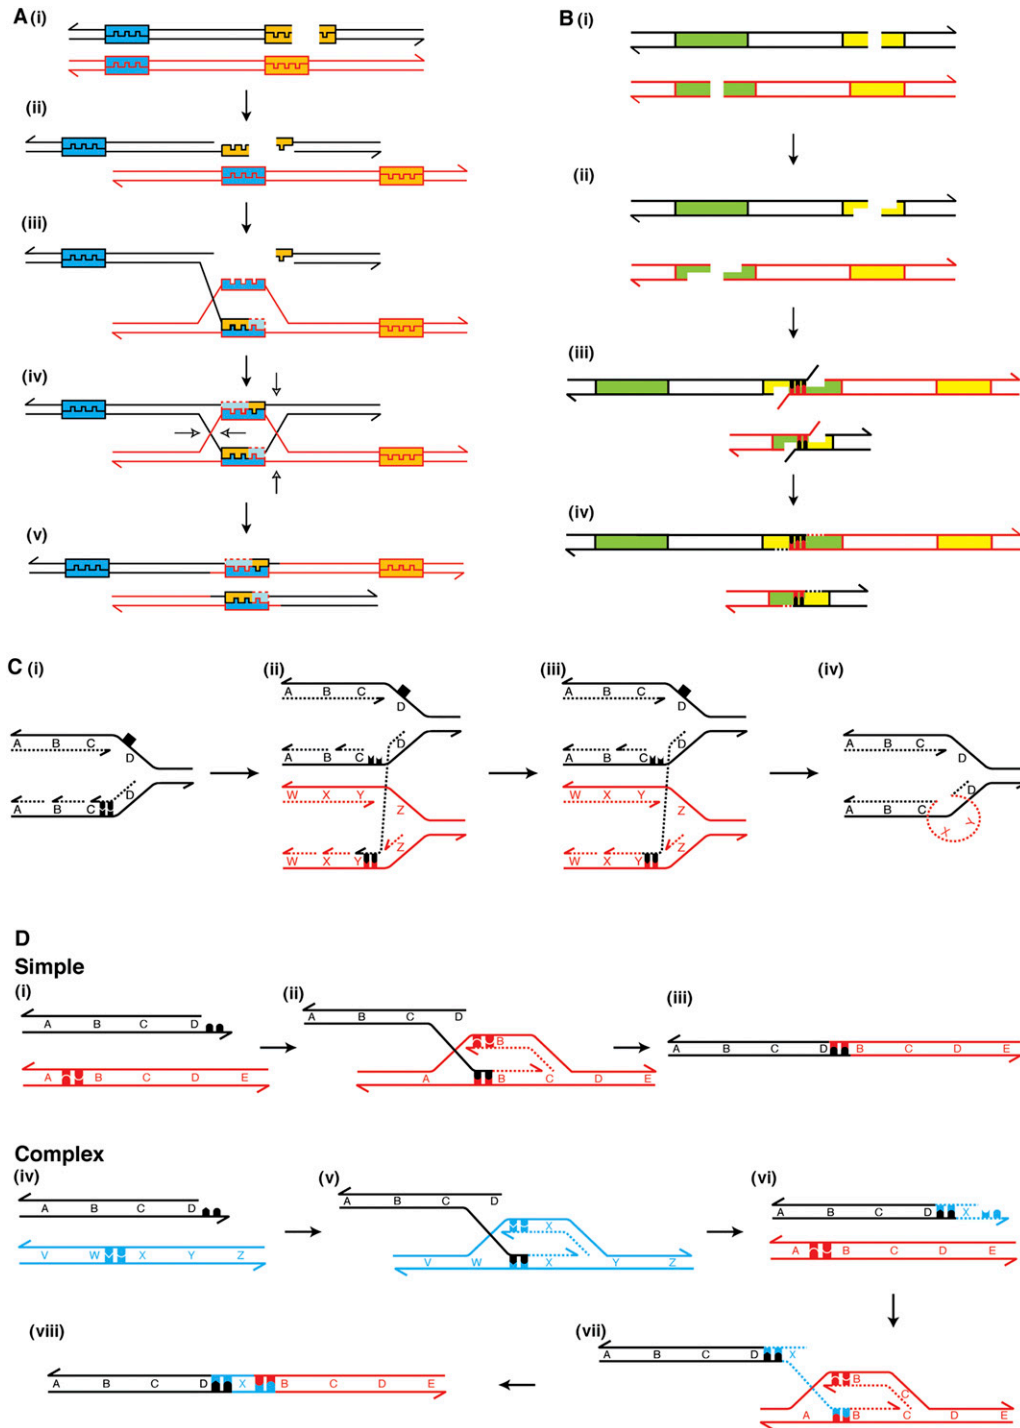 A (i)
B (i)
(ii)
(ii)
(iii)
(iii)
(iv)
(iv)
(v)
C (i)
(ii)
(iii)
(iv)
A B C
D
D
A B C
A B C
D
D
A B C
W X Y
Z
Z
W X Y
A B C
D
D
A B C
W X Y
Z
Z
W X Y
A B C
D
D
A B C
X Y
D
Simple
(i)
(ii)
(iii)
A B C D
A B C D E
A B C D
B
A B C D E
A B C D B C D E
Complex
(iv)
(v)
(vi)
A B C D
V W X Y Z
A B C D
X
V W X Y Z
A B C D X
A B C D E
(vii)
(viii)
A B C D X
B
C
A B C D E
A B C D X B C D E